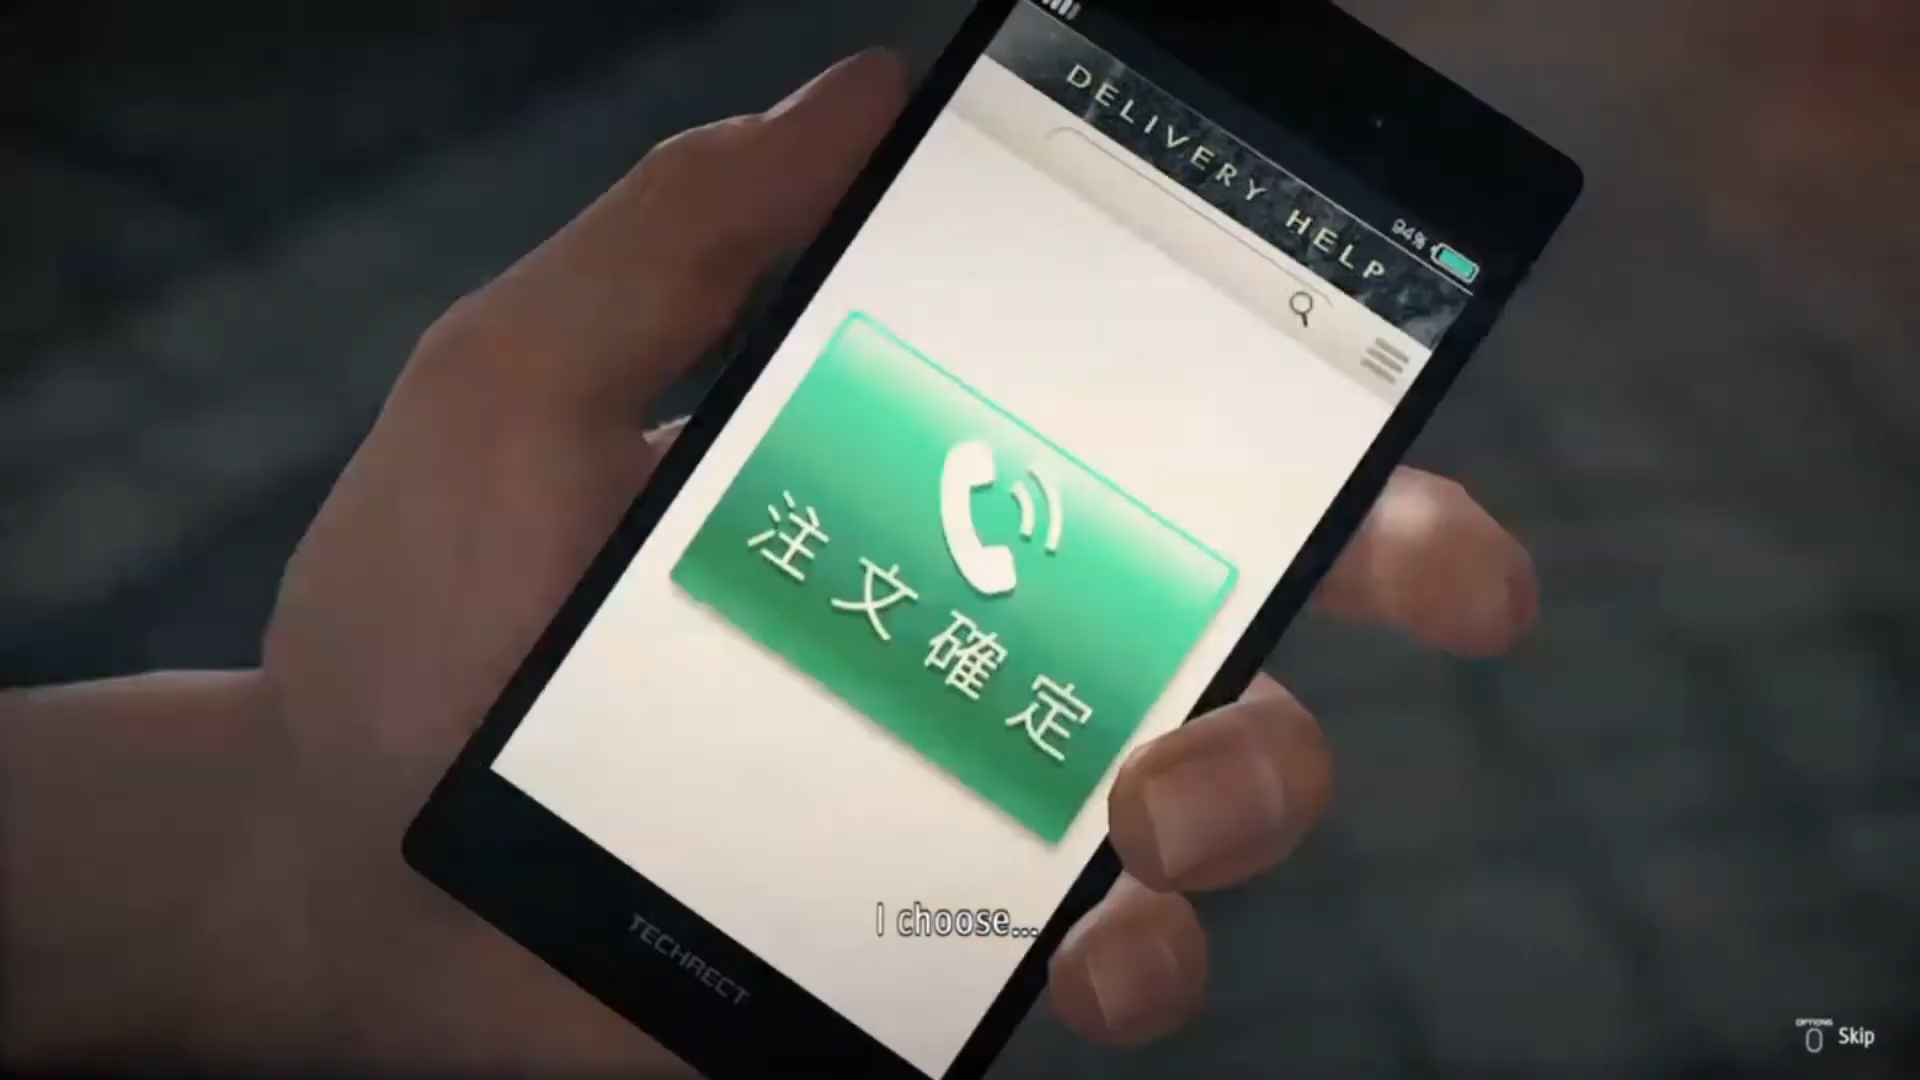 94%
DELIVERY HELP
注文確定
I choose...
TECHRECT
OPTIONS
Skip